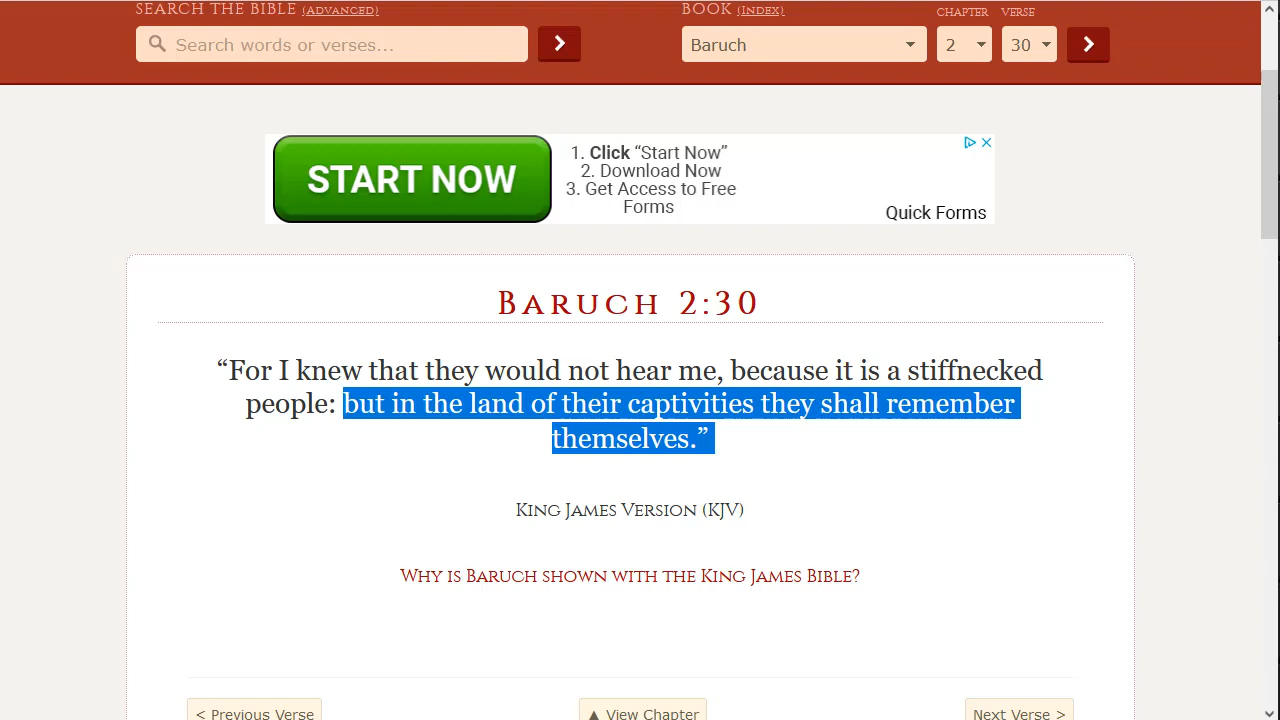 SEARCH THE BIBLE (ADVANCED)
BOOK (INDEX)
CHAPTER
VERSE
Search words or verses...
Baruch
2
30
START NOW
1. Click “Start Now”
2. Download Now
3. Get Access to Free
Forms
Quick Forms
BARUCH 2:30
“For I knew that they would not hear me, because it is a stiffnecked
people: but in the land of their captivities they shall remember
themselves.”
KING JAMES VERSION (KJV)
WHY IS BARUCH SHOWN WITH THE KING JAMES BIBLE?
< Previous Verse
▲ View Chapter
Next Verse >